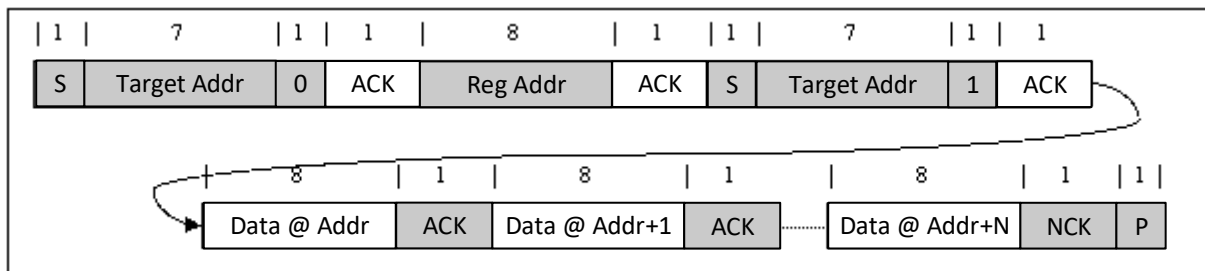 | 1 | 7 | 1 | 1 | 8 | 1 | 1 | 7 | 1 | 1
S Target Addr 0 ACK Reg Addr ACK S Target Addr 1 ACK
| 8 | 1 | 8 | 1 | 8 | 1 | 1 |
Data @ Addr ACK Data @ Addr+1 ACK Data @ Addr+N NCK P